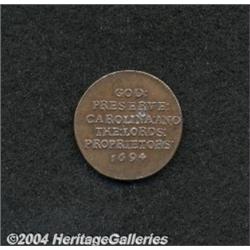 GOD:
PRESERVE:
CAROLINA:AND
THE:LORDS:
PROPRIETORS
1694
©2004 HeritageGalleries